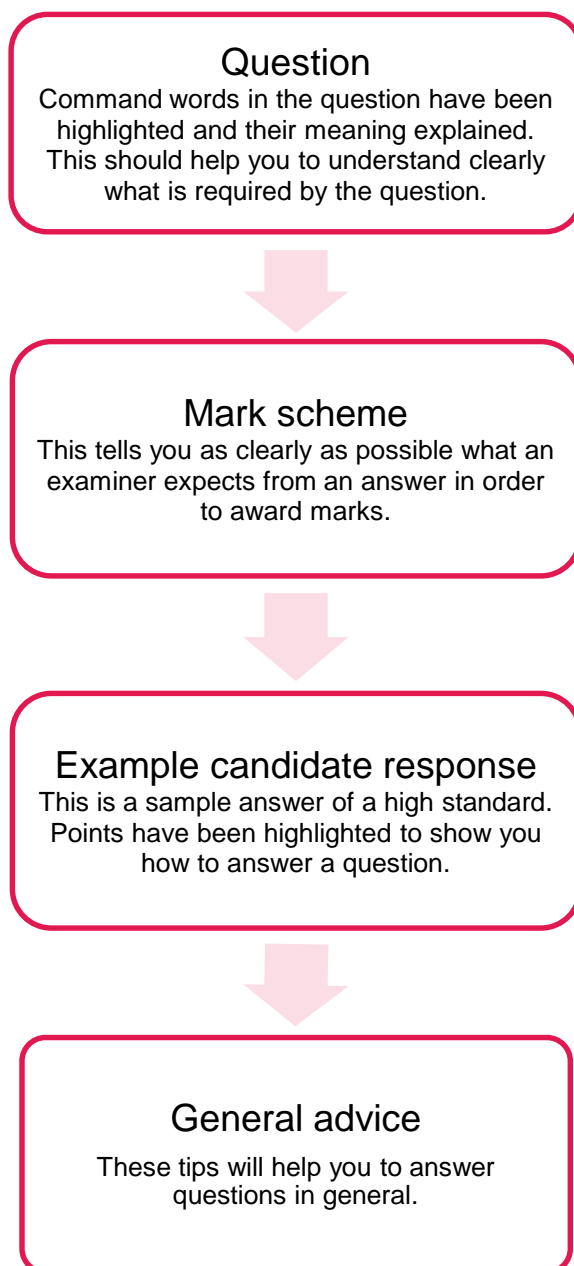 Question
Command words in the question have been
highlighted and their meaning explained.
This should help you to understand clearly
what is required by the question.
Mark scheme
This tells you as clearly as possible what an
examiner expects from an answer in order
to award marks.
Example candidate response
This is a sample answer of a high standard.
Points have been highlighted to show you
how to answer a question.
General advice
These tips will help you to answer
questions in general.